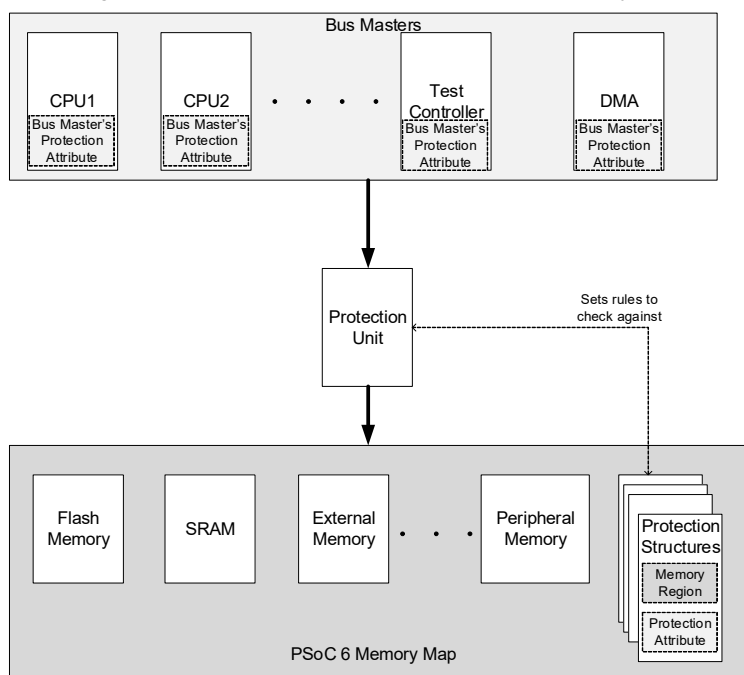 Bus Masters
CPU1
Bus Master's
Protection
Attribute
CPU2
Bus Master's
Protection
Attribute
Test
Controller
Bus Master's
Protection
Attribute
DMA
Bus Master's
Protection
Attribute
Protection
Unit
Sets rules to
check against
Flash
Memory
SRAM
External
Memory
Peripheral
Memory
Protection
Structures
Memory
Region
Protection
Attribute
PSoC 6 Memory Map